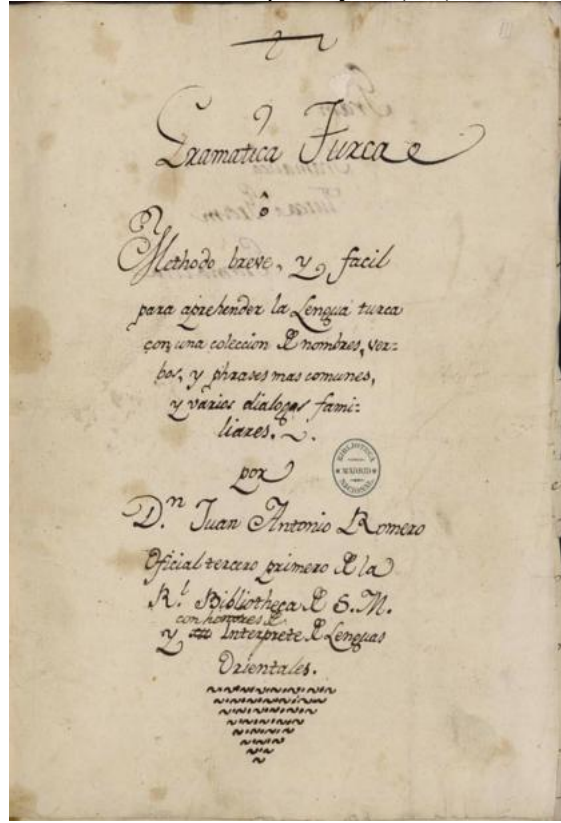 Gramatica Turca
ô
Methodo breve, y facil
para aprehender la Lengua turca
con una coleccion de nombres, ver=
bos, y phrases mas comunes,
y varios dialogos fami-
liares.
por
D.n Juan Antonio Romero
Oficial tercero primero de la
R.l Bibliotheca de S. M.
con honores de
y Interprete de Lenguas
Orientales.
BIBLIOTECA
MADRID
NACIONAL